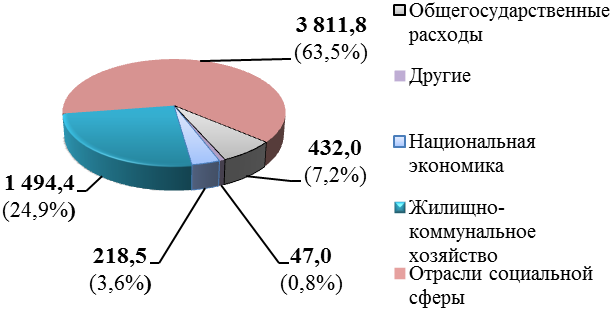 3 811,8
(63,5%)
432,0
(7,2%)
1 494,4
(24,9%)
218,5
(3,6%)
47,0
(0,8%)
Общегосударственные
расходы
Другие
Национальная
экономика
Жилищно-
коммунальное
хозяйство
Отрасли социальной
сферы